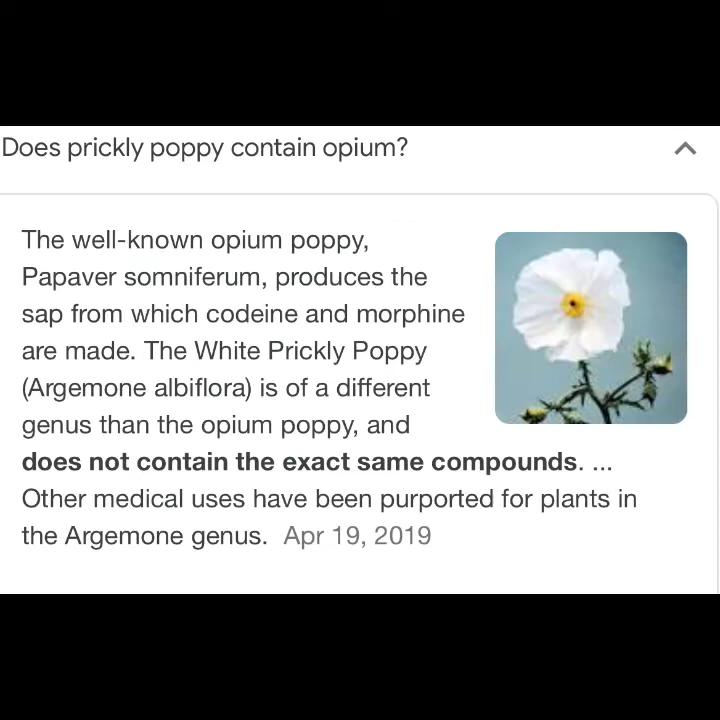 Does prickly poppy contain opium?
The well-known opium poppy,
Papaver somniferum, produces the
sap from which codeine and morphine
are made. The White Prickly Poppy
(Argemone albiflora) is of a different
genus than the opium poppy, and
does not contain the exact same compounds. ...
Other medical uses have been purported for plants in
the Argemone genus. Apr 19, 2019